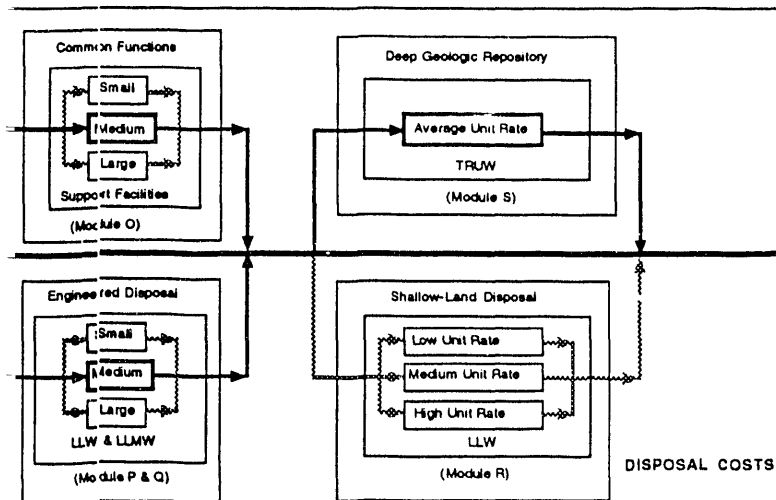 Common Functions
Small
Medium
Large
Support Facilities
(Module O)
Deep Geologic Repository
Average Unit Rate
TRUW
(Module S)
Engineered Disposal
Small
Medium
Large
LLW & LLMW
(Module P & Q)
Shallow-Land Disposal
Low Unit Rate
Medium Unit Rate
High Unit Rate
LLW
(Module R)
DISPOSAL COSTS